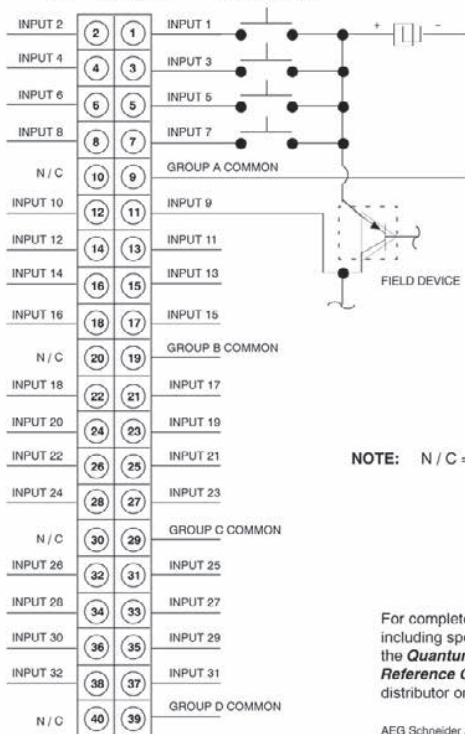 INPUT 2 2 1 INPUT 1 + -
INPUT 4 4 3 INPUT 3
INPUT 6 6 5 INPUT 5
INPUT 8 8 7 INPUT 7
N / C 10 9 GROUP A COMMON
INPUT 10 12 11 INPUT 9
INPUT 12 14 13 INPUT 11
INPUT 14 16 15 INPUT 13
FIELD DEVICE
INPUT 16 18 17 INPUT 15
N / C 20 19 GROUP B COMMON
INPUT 18 22 21 INPUT 17
INPUT 20 24 23 INPUT 19
INPUT 22 26 25 INPUT 21
NOTE: N / C =
INPUT 24 28 27 INPUT 23
N / C 30 29 GROUP C COMMON
INPUT 26 32 31 INPUT 25
INPUT 28 34 33 INPUT 27
INPUT 30 36 35 INPUT 29
INPUT 32 38 37 INPUT 31
N / C 40 39 GROUP D COMMON
For complete
including
the Quantum
Reference
distributor
AEG Schneider